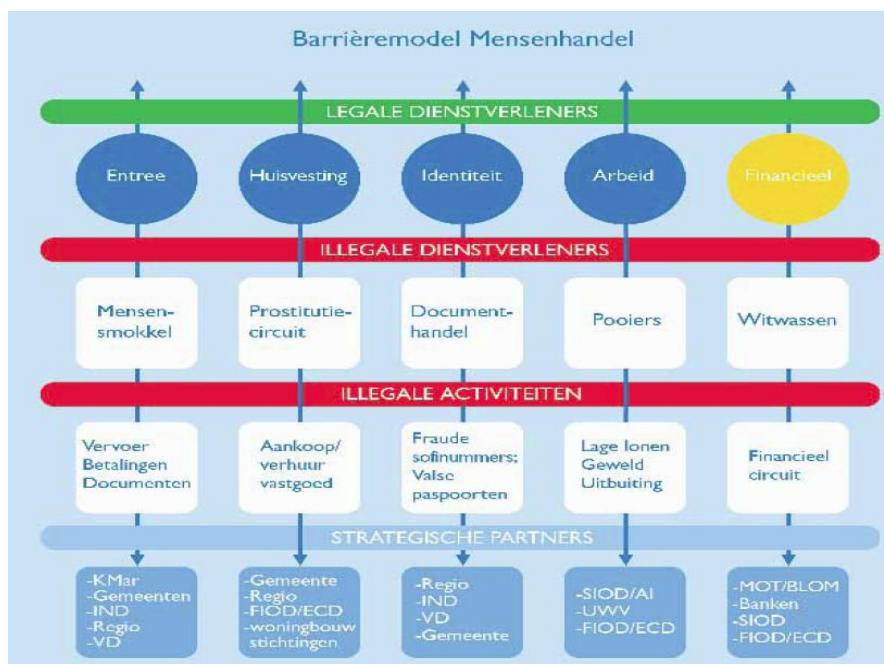 Barrièremodel Mensenhandel
LEGALE DIENSTVERLENERS
Entree
Huisvesting
Identiteit
Arbeid
Financieel
ILLEGALE DIENSTVERLENERS
Mensen-
smokkel
Prostitutie-
circuit
Document-
handel
Pooiers
Witwassen
ILLEGALE ACTIVITEITEN
Vervoer
Betalingen
Documenten
Aankoop/
verhuur
vastgoed
Fraude
sofinummers;
Valse
paspoorten
Lage lonen
Geweld
Uitbuiting
Financieel
circuit
STRATEGISCHE PARTNERS
-KMar
-Gemeenten
-IND
-Regio
-VD
-Gemeente
-Regio
-FIOD/ECD
-woningbouw
stichtingen
-Regio
-IND
-VD
-Gemeente
-SIOD/AI
-UWV
-FIOD/ECD
-MOT/BLOM
-Banken
-SIOD
-FIOD/ECD